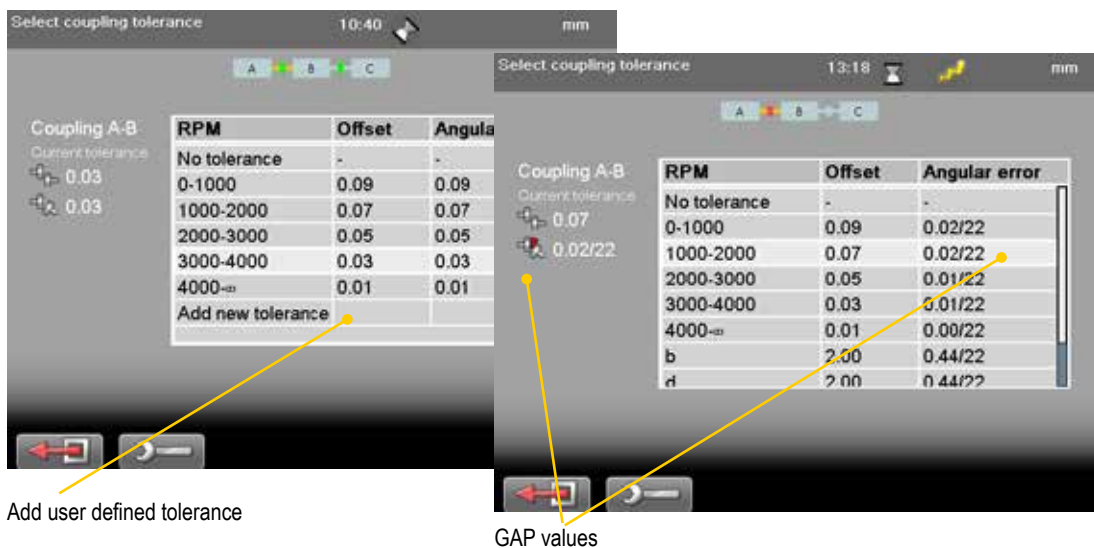 Select coupling tolerance 10:40 mm
A B C
Coupling A-B
Current tolerance
0.03
0.03
RPM Offset Angula
No tolerance - -
0-1000 0.09 0.09
1000-2000 0.07 0.07
2000-3000 0.05 0.05
3000-4000 0.03 0.03
4000-∞ 0.01 0.01
Add new tolerance
Add user defined tolerance
Select coupling tolerance 13:18 mm
A B C
Coupling A-B
Current tolerance
0.07
0.02/22
RPM Offset Angular error
No tolerance - -
0-1000 0.09 0.02/22
1000-2000 0.07 0.02/22
2000-3000 0.05 0.01/22
3000-4000 0.03 0.01/22
4000-∞ 0.01 0.00/22
b 2.00 0.44/22
d 2.00 0.44/22
GAP values